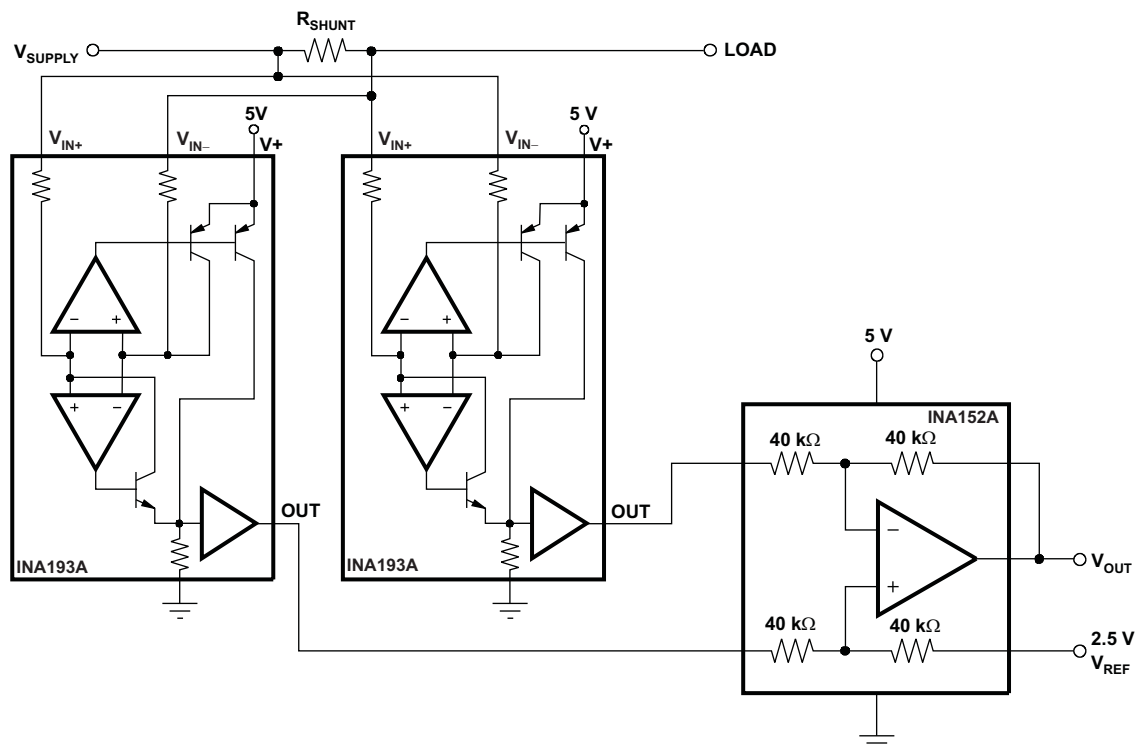 R_SHUNT
V_SUPPLY
LOAD
5V
5 V
V_IN+
V_IN–
V+
V_IN+
V_IN–
V+
−
+
−
+
5 V
+
−
+
−
INA152A
40 kΩ
40 kΩ
OUT
OUT
−
V_OUT
+
INA193A
INA193A
40 kΩ
40 kΩ
2.5 V
V_REF